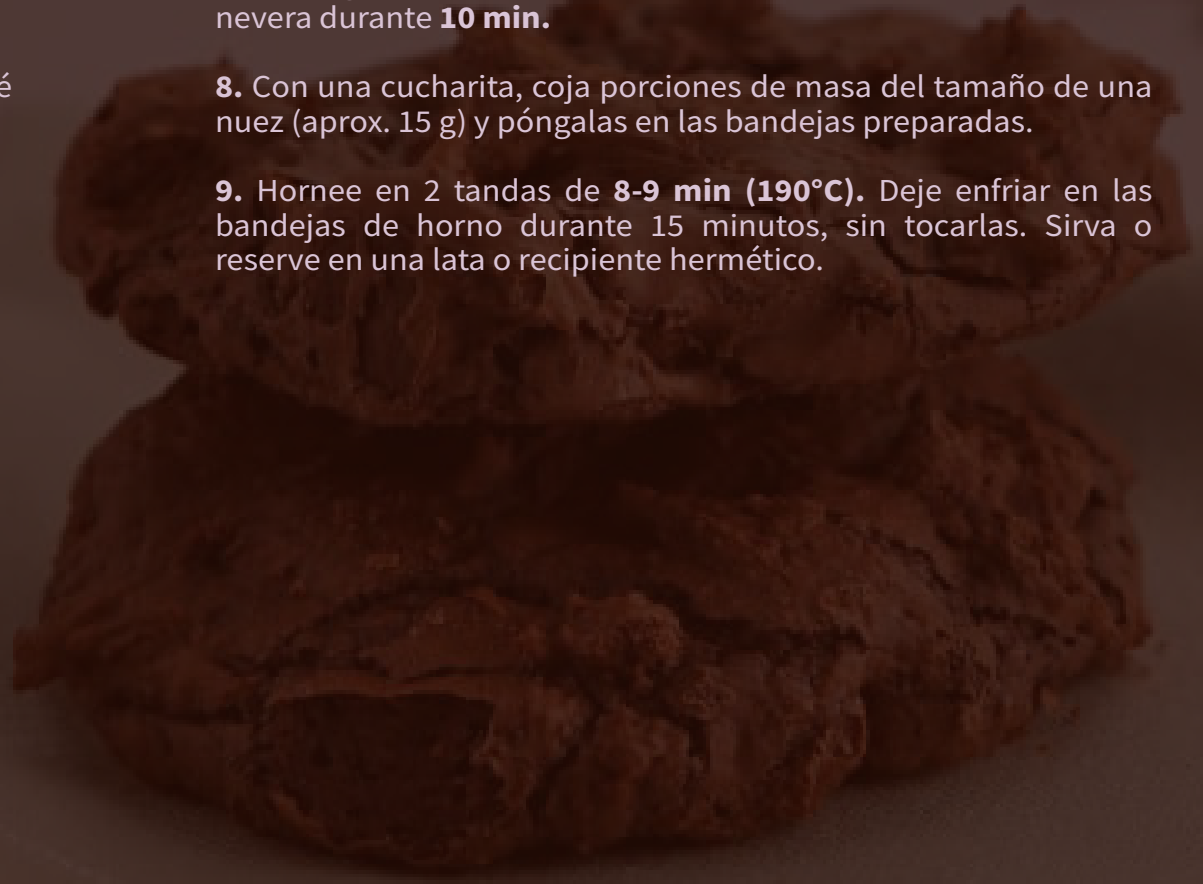 nevera durante 10 min.
é
8. Con una cucharita, coja porciones de masa del tamaño de una
nuez (aprox. 15 g) y póngalas en las bandejas preparadas.
9. Hornee en 2 tandas de 8-9 min (190°C). Deje enfriar en las
bandejas de horno durante 15 minutos, sin tocarlas. Sirva o
reserve en una lata o recipiente hermético.